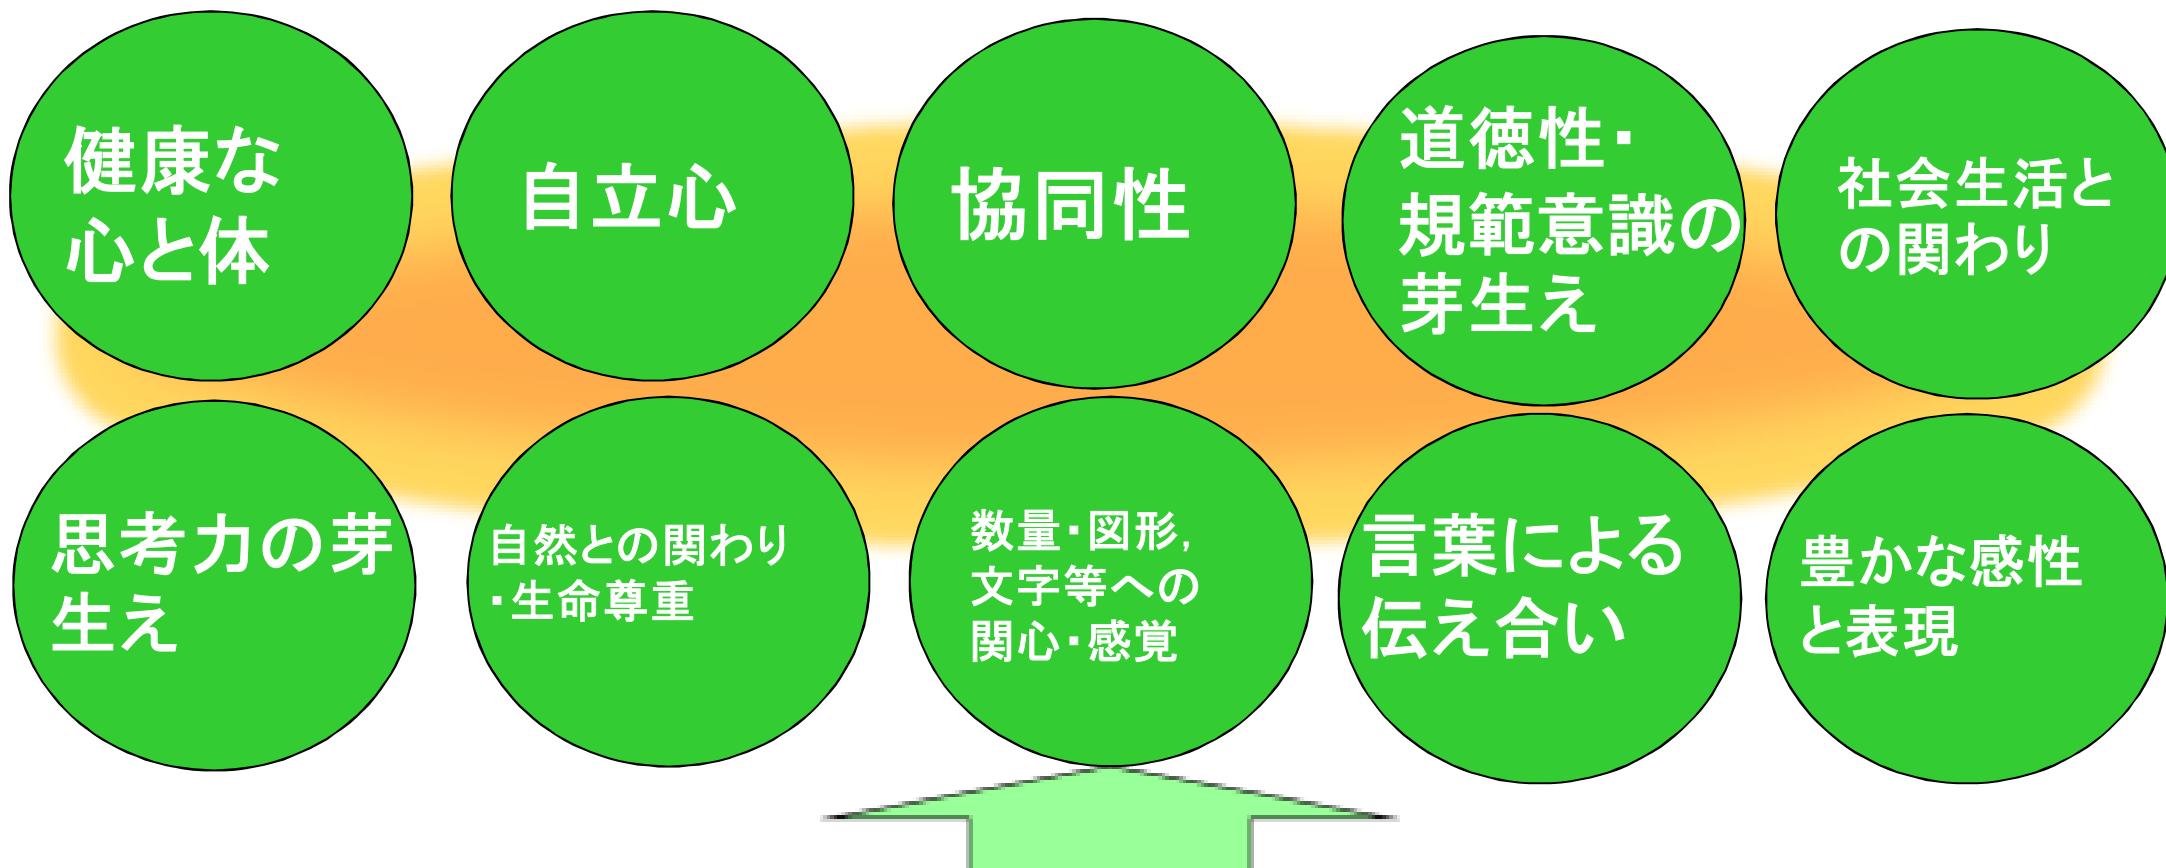 健康な
心と体
自立心
協同性
道徳性・
規範意識の
芽生え
社会生活と
の関わり
思考力の芽
生え
自然との関わり
・生命尊重
数量・図形,
文字等への
関心・感覚
言葉による
伝え合い
豊かな感性
と表現